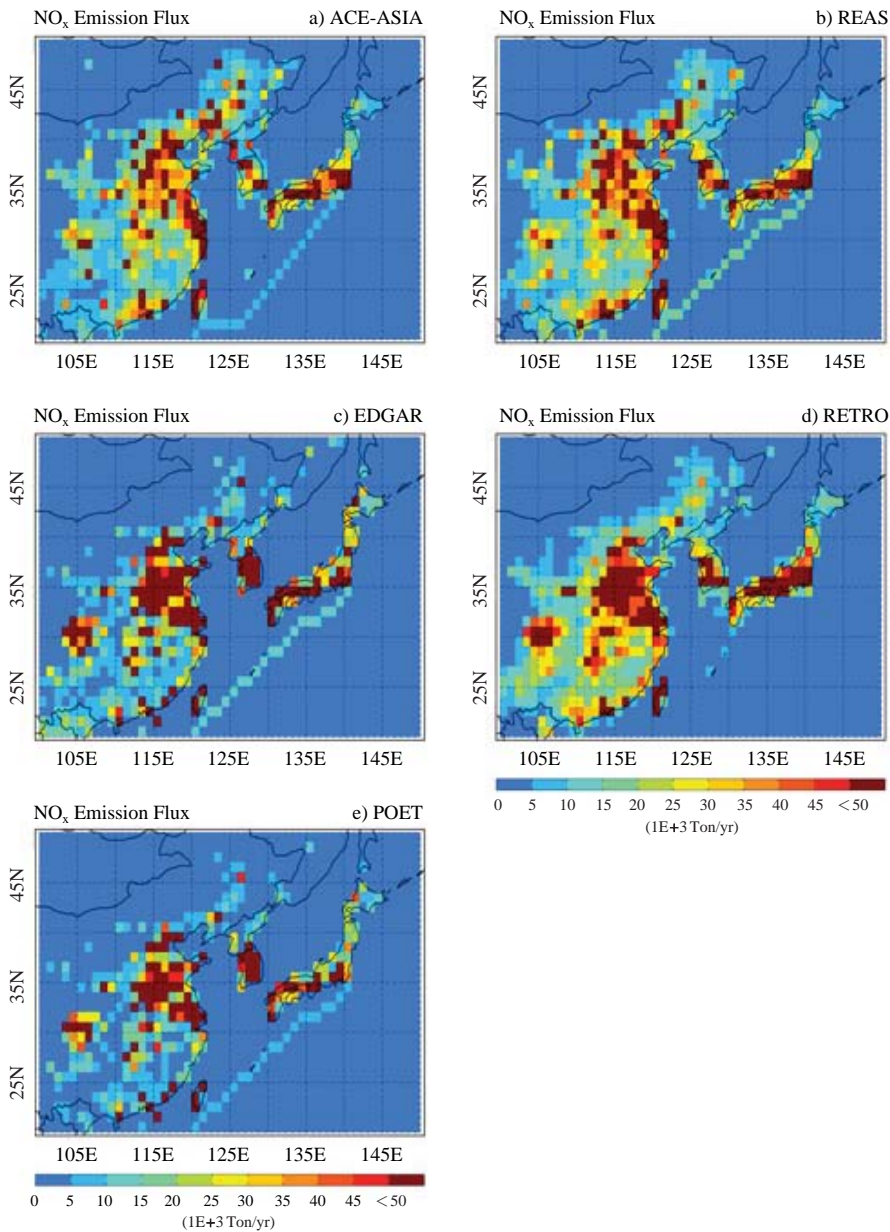 NOx Emission Flux a) ACE-ASIA
45N
35N
25N
105E 115E 125E 135E 145E
NOx Emission Flux b) REAS
45N
35N
25N
105E 115E 125E 135E 145E
NOx Emission Flux c) EDGAR
45N
35N
25N
105E 115E 125E 135E 145E
NOx Emission Flux d) RETRO
45N
35N
25N
105E 115E 125E 135E 145E
0 5 10 15 20 25 30 35 40 45 <50
(1E+3 Ton/yr)
NOx Emission Flux e) POET
45N
35N
25N
105E 115E 125E 135E 145E
0 5 10 15 20 25 30 35 40 45 <50
(1E+3 Ton/yr)